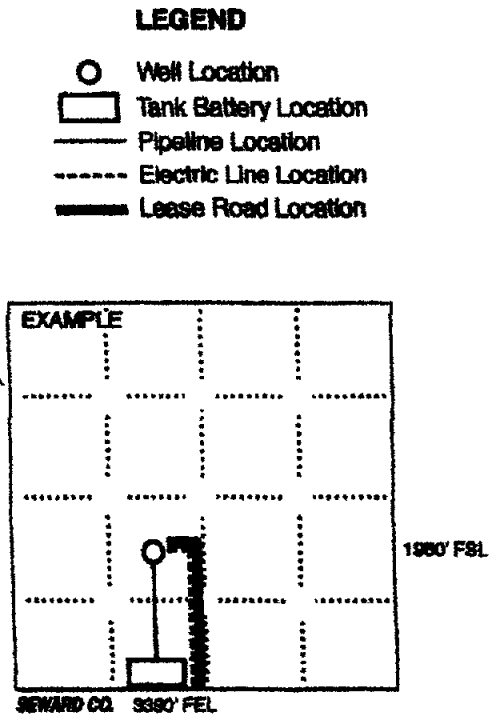 LEGEND
Well Location
Tank Battery Location
Pipeline Location
Electric Line Location
Lease Road Location
EXAMPLE
1980' FSL
SEWARD CO. 3390' FEL